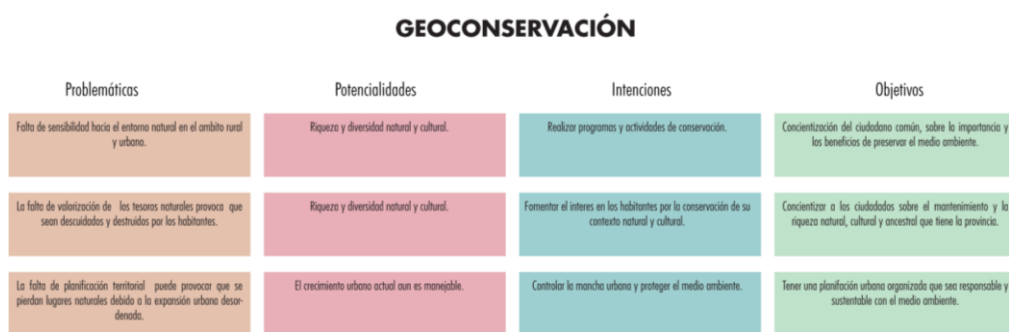 GEOCONSERVACIÓN
Problemáticas
Potencialidades
Intenciones
Objetivos
Falta de sensibilidad hacia el entorno natural en el ambito rural
y urbano.
Riqueza y diversidad natural y cultural.
Realizar programas y actividades de conservación.
Concientización del ciudadano común, sobre la importancia y
los beneficios de preservar el medio ambiente.
La falta de valorización de los tesoros naturales provoca que
sean descuidados y destruidos por los habitantes.
Riqueza y diversidad natural y cultural.
Fomentar el interes en los habitantes por la conservación de su
contexto natural y cultural.
Concientizar a los ciudadados sobre el mantenimiento y la
riqueza natural, cultural y ancestral que tiene la provincia.
La falta de planificación territorial puede provocar que se
pierdan lugares naturales debido a la expansión urbana desor-
denada.
El crecimiento urbano actual aun es manejable.
Controlar la mancha urbana y proteger el medio ambiente.
Tener una planifación urbana organizada que sea responsable y
sustentable con el medio ambiente.